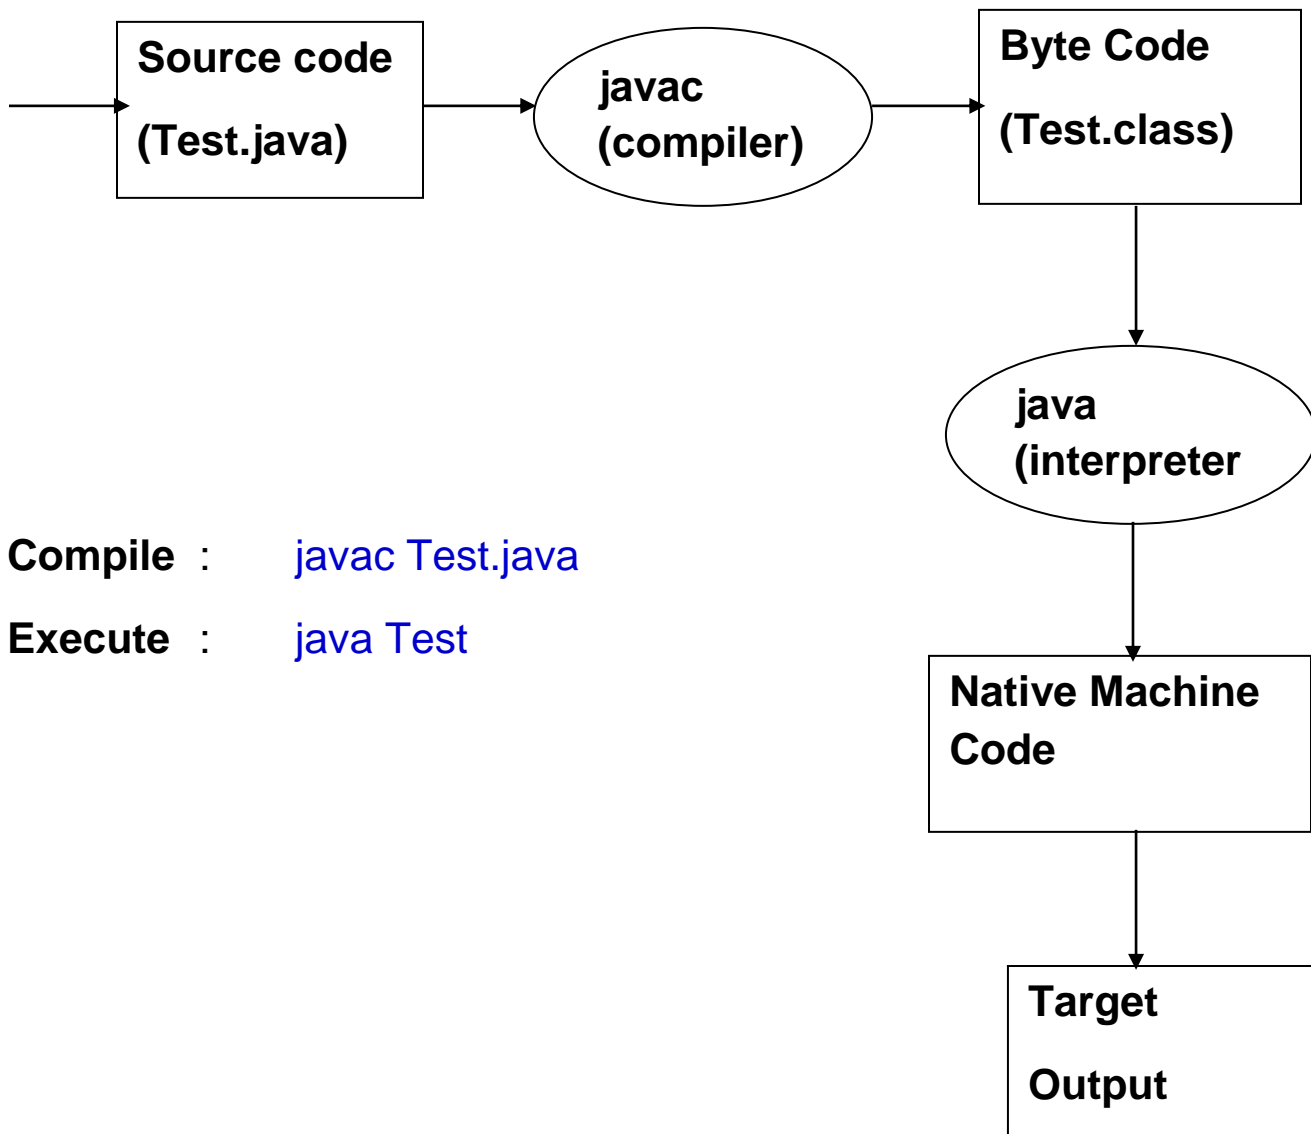 Source code
(Test.java)
javac
(compiler)
Byte Code
(Test.class)
java
(interpreter
Compile : javac Test.java
Execute : java Test
Native Machine
Code
Target
Output